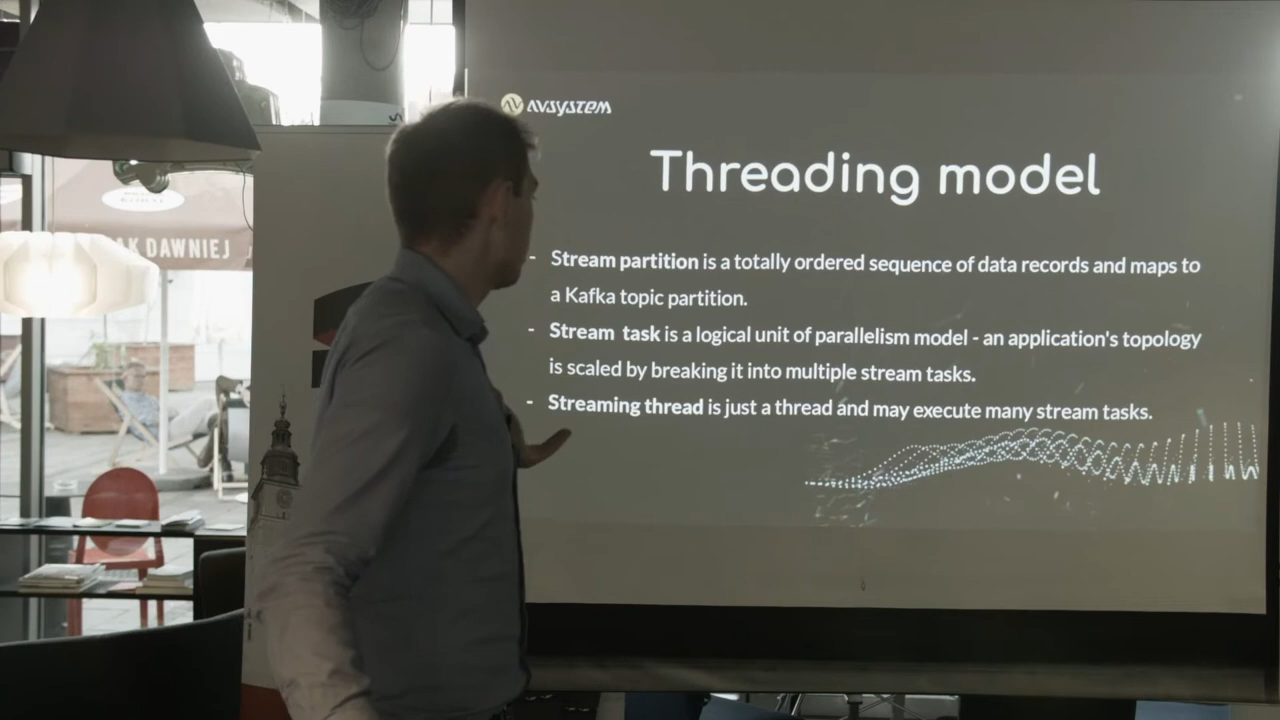 AVSYSTEM
Threading model
- Stream partition is a totally ordered sequence of data records and maps to
a Kafka topic partition.
- Stream task is a logical unit of parallelism model - an application's topology
is scaled by breaking it into multiple stream tasks.
- Streaming thread is just a thread and may execute many stream tasks.
DAWNIEJ